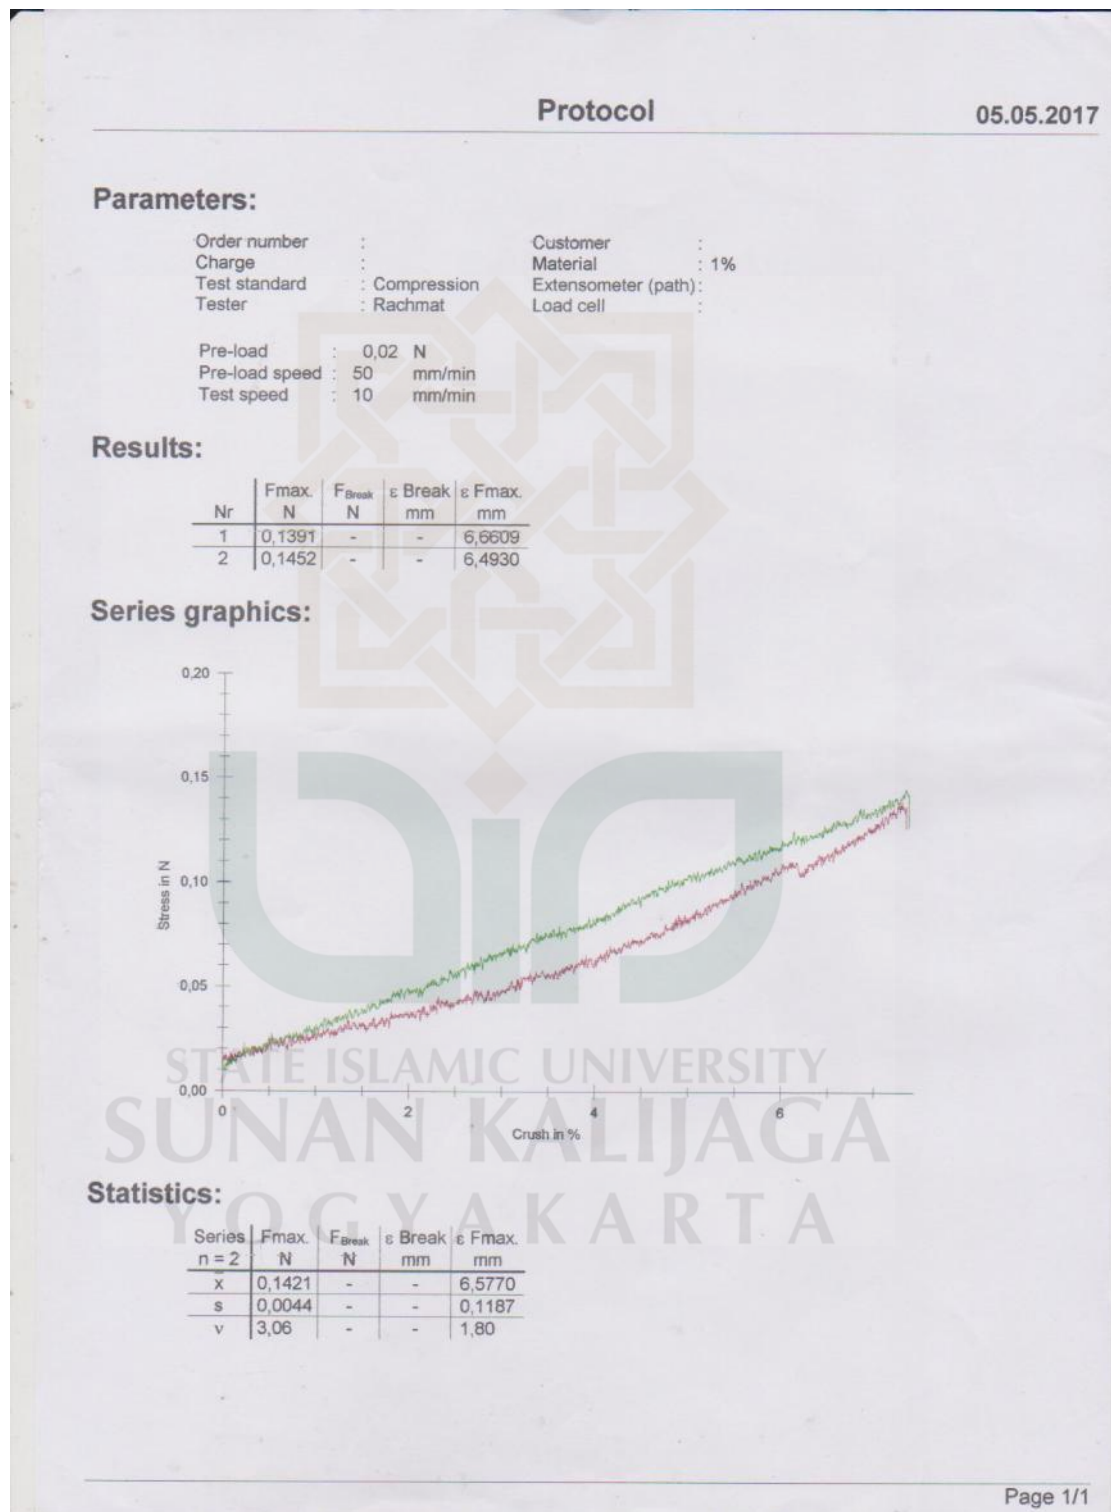 Protocol 05.05.2017
Parameters:
Order number : Customer :
Charge : Material : 1%
Test standard : Compression Extensometer (path) :
Tester : Rachmat Load cell :
Pre-load : 0,02 N
Pre-load speed : 50 mm/min
Test speed : 10 mm/min
Results:
Fmax. FBreak ε Break ε Fmax.
Nr N N mm mm
1 0,1391 - - 6,6609
2 0,1452 - - 6,4930
Series graphics:
0,20
0,15
0,10
0,05
0,00
Stress in N
0 2 4 6
Crush in %
STATE ISLAMIC UNIVERSITY
SUNAN KALIJAGA
YOGYAKARTA
Statistics:
Series Fmax. FBreak ε Break ε Fmax.
n = 2 N N mm mm
x̄ 0,1421 - - 6,5770
s 0,0044 - - 0,1187
ν 3,06 - - 1,80
Page 1/1